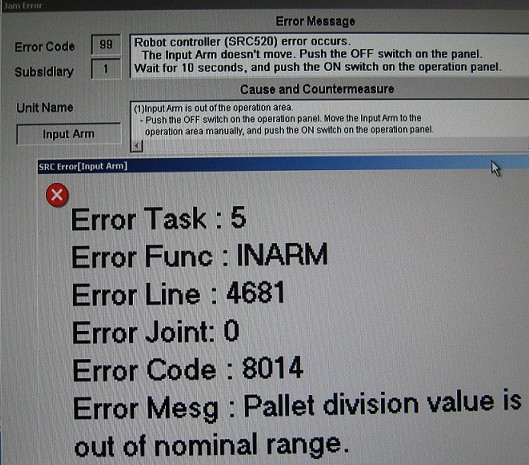 Jam Error
Error Message
Error Code 99
Robot controller (SRC520) error occurs.
The Input Arm doesn't move. Push the OFF switch on the panel.
Subsidiary 1
Wait for 10 seconds, and push the ON switch on the operation panel.
Cause and Countermeasure
Unit Name
(1)Input Arm is out of the operation area.
- Push the OFF switch on the operation panel. Move the Input Arm to the
Input Arm
operation area manually, and push the ON switch on the operation panel.
SRC Error[Input Arm]
Error Task : 5
Error Func : INARM
Error Line : 4681
Error Joint: 0
Error Code : 8014
Error Mesg : Pallet division value is
out of nominal range.